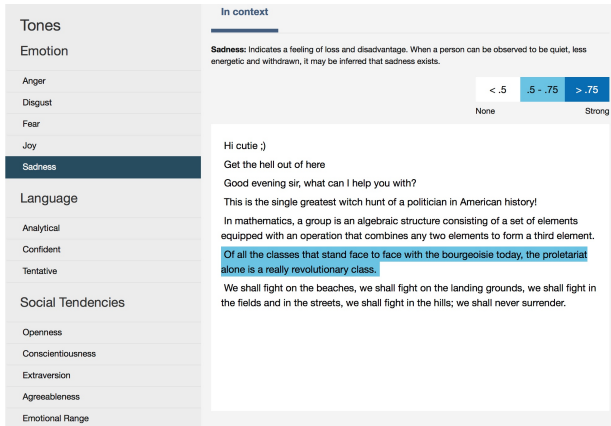 Tones
Emotion
Anger
Disgust
Fear
Joy
Sadness
Language
Analytical
Confident
Tentative
Social Tendencies
Openness
Conscientiousness
Extraversion
Agreeableness
Emotional Range
In context
Sadness: Indicates a feeling of loss and disadvantage. When a person can be observed to be quiet, less
energetic and withdrawn, it may be inferred that sadness exists.
< .5 .5 - .75 > .75
None Strong
Hi cutie ;)
Get the hell out of here
Good evening sir, what can I help you with?
This is the single greatest witch hunt of a politician in American history!
In mathematics, a group is an algebraic structure consisting of a set of elements
equipped with an operation that combines any two elements to form a third element.
Of all the classes that stand face to face with the bourgeoisie today, the proletariat
alone is a really revolutionary class.
We shall fight on the beaches, we shall fight on the landing grounds, we shall fight in
the fields and in the streets, we shall fight in the hills; we shall never surrender.